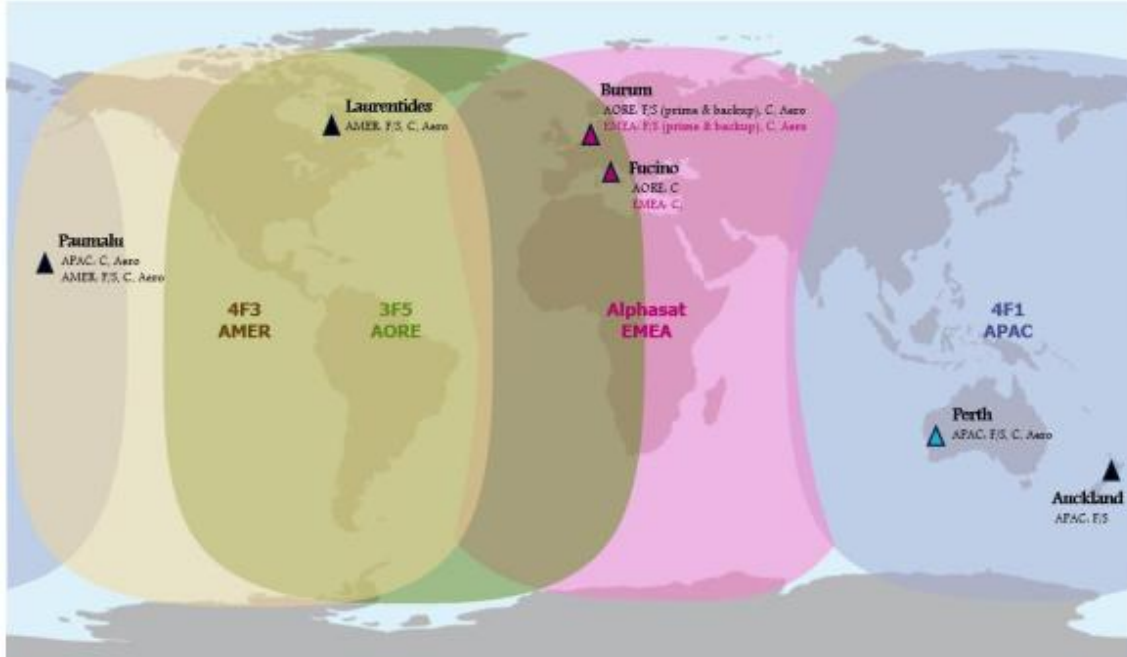 Laurentides
AMER: F/S, C, Aero
Burum
AORE: F/S (prime & backup), C, Aero
EMEA: F/S (prime & backup), C, Aero
Fucino
AORE: C
EMEA: C
Paumalu
APAC: C, Aero
AMER: F/S, C, Aero
4F3
AMER
3F5
AORE
Alphasat
EMEA
4F1
APAC
Perth
APAC: F/S, C, Aero
Auckland
APAC: F/S